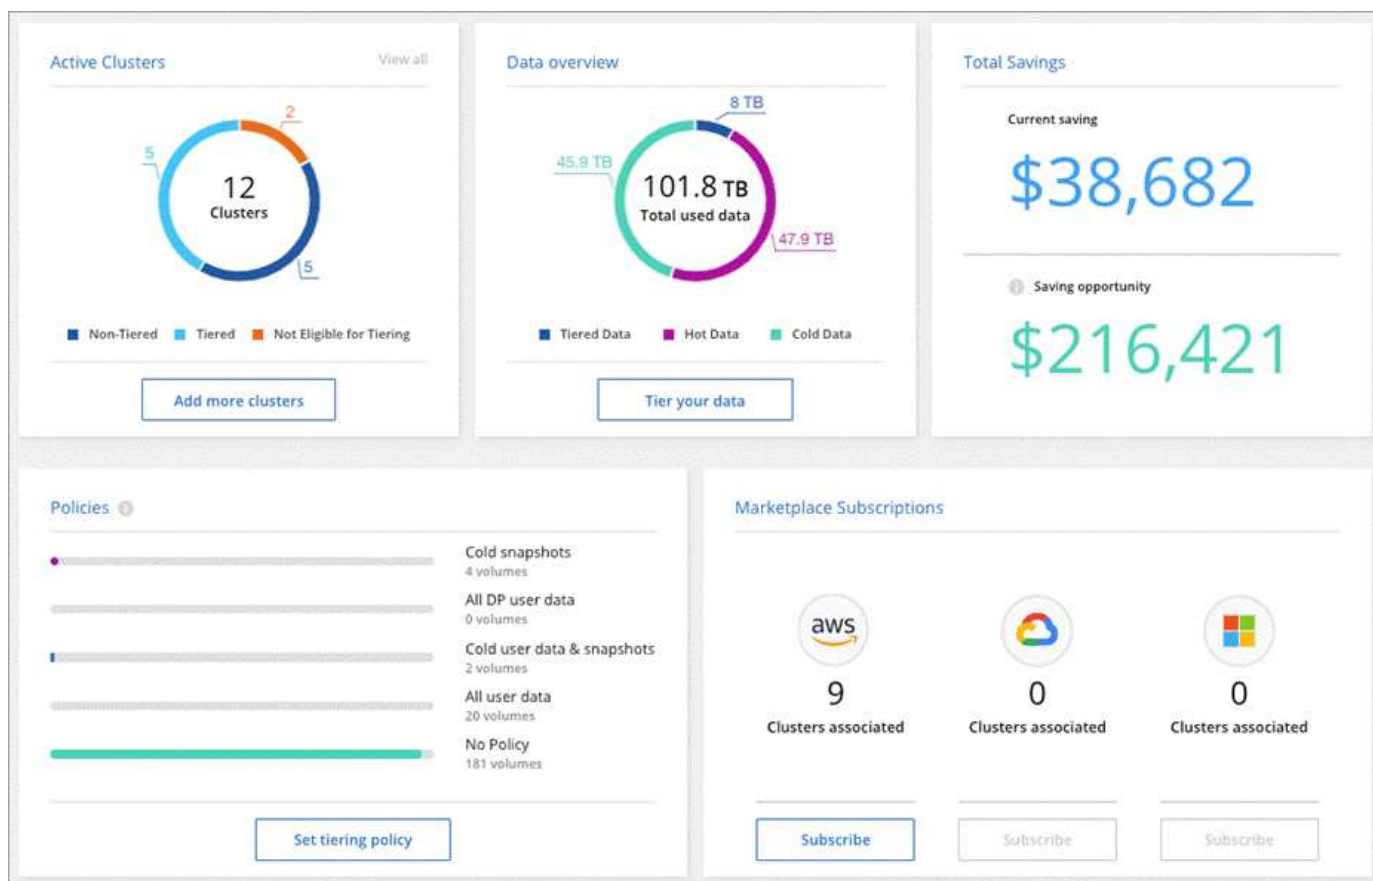 Active Clusters
View all
2
5
12
Clusters
5
Non-Tiered
Tiered
Not Eligible for Tiering
Add more clusters
Data overview
8 TB
45.9 TB
101.8 TB
Total used data
47.9 TB
Tiered Data
Hot Data
Cold Data
Tier your data
Total Savings
Current saving
$38,682
Saving opportunity
$216,421
Policies
Cold snapshots
4 volumes
All DP user data
0 volumes
Cold user data & snapshots
2 volumes
All user data
20 volumes
No Policy
181 volumes
Set tiering policy
Marketplace Subscriptions
aws
9
Clusters associated
Subscribe
0
Clusters associated
Subscribe
0
Clusters associated
Subscribe